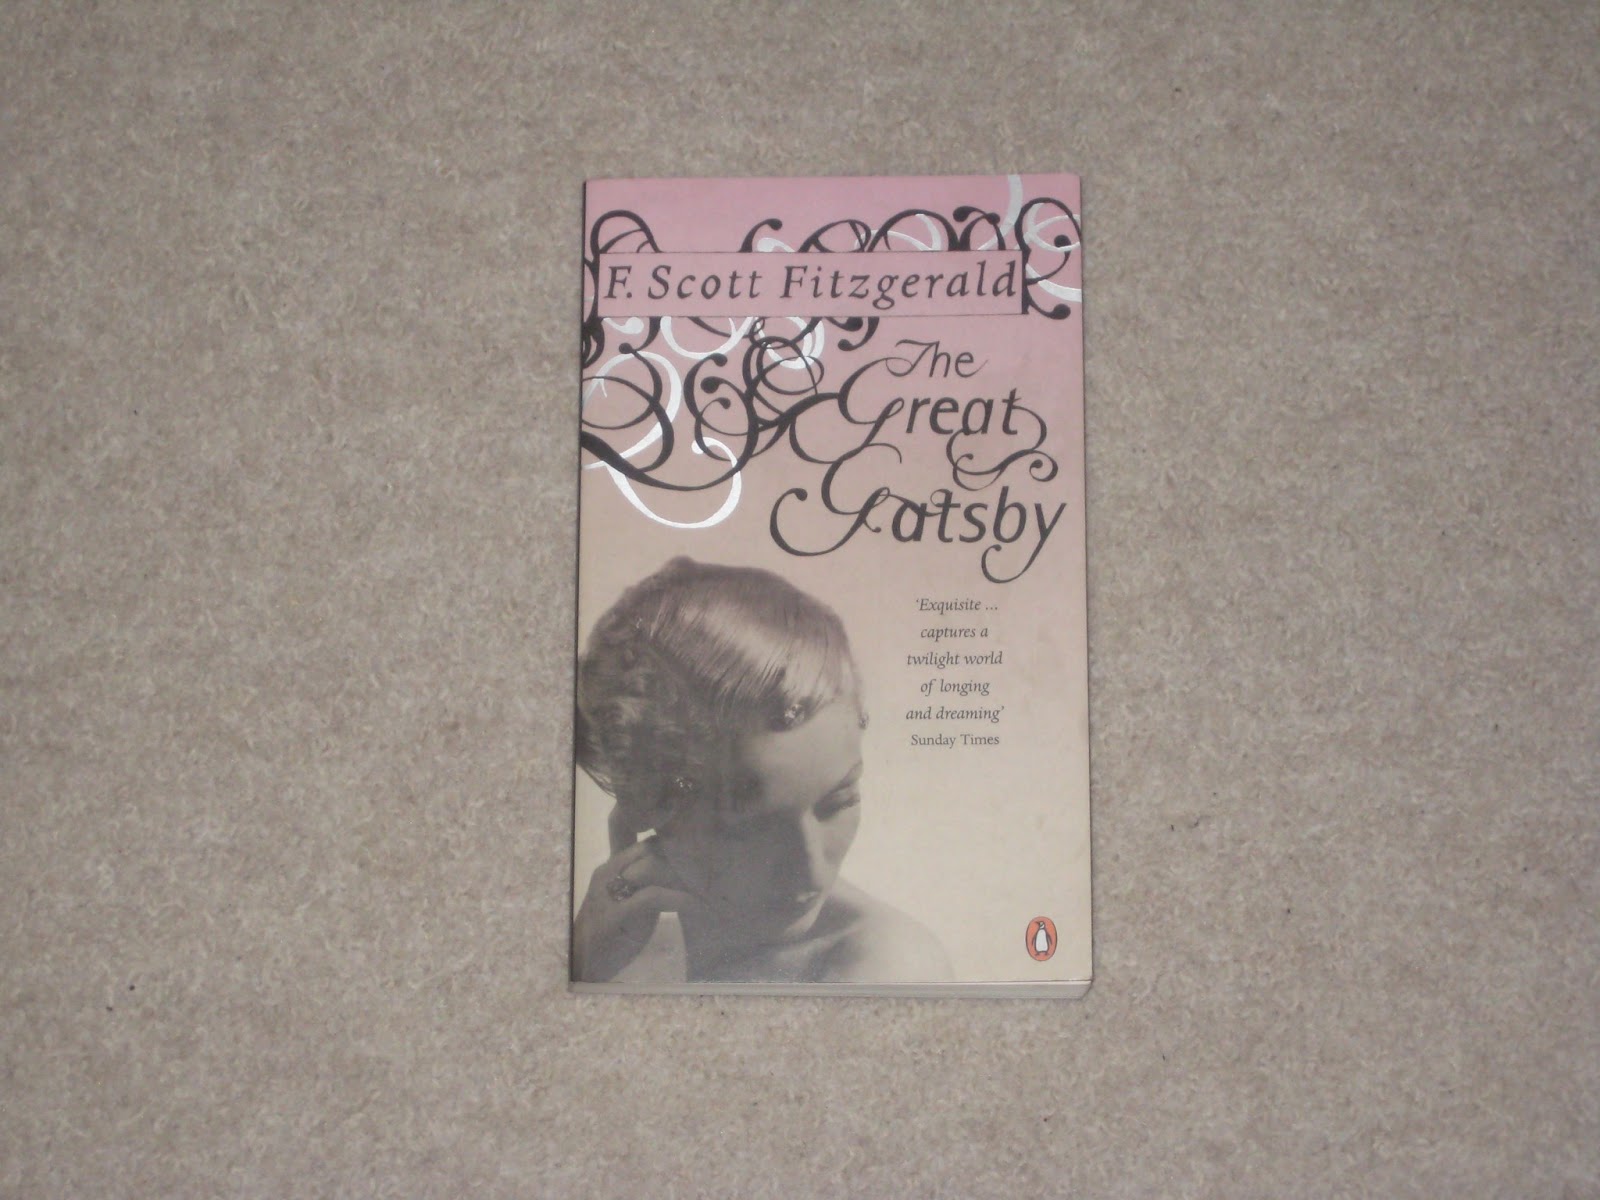 F. Scott Fitzgerald
The
Great
Gatsby
‘Exquisite ...
captures a
twilight world
of longing
and dreaming’
Sunday Times